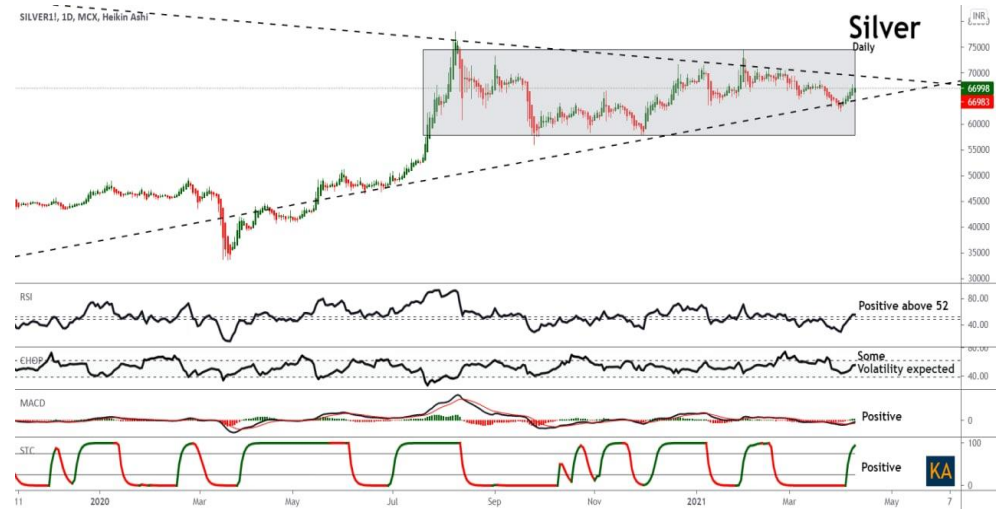 SILVER1!, 1D, MCX, Heikin Ashi
INR
Silver
Daily
75000
70000
66998
66983
60000
55000
50000
45000
40000
35000
30000
RSI
Positive above 52
80.00
40.00
CHOP
Some
Volatility expected
40.00
MACD
Positive
0
STC
Positive
KA
100
0
11
2020
Mar
May
Jul
Sep
Nov
2021
Mar
May
7